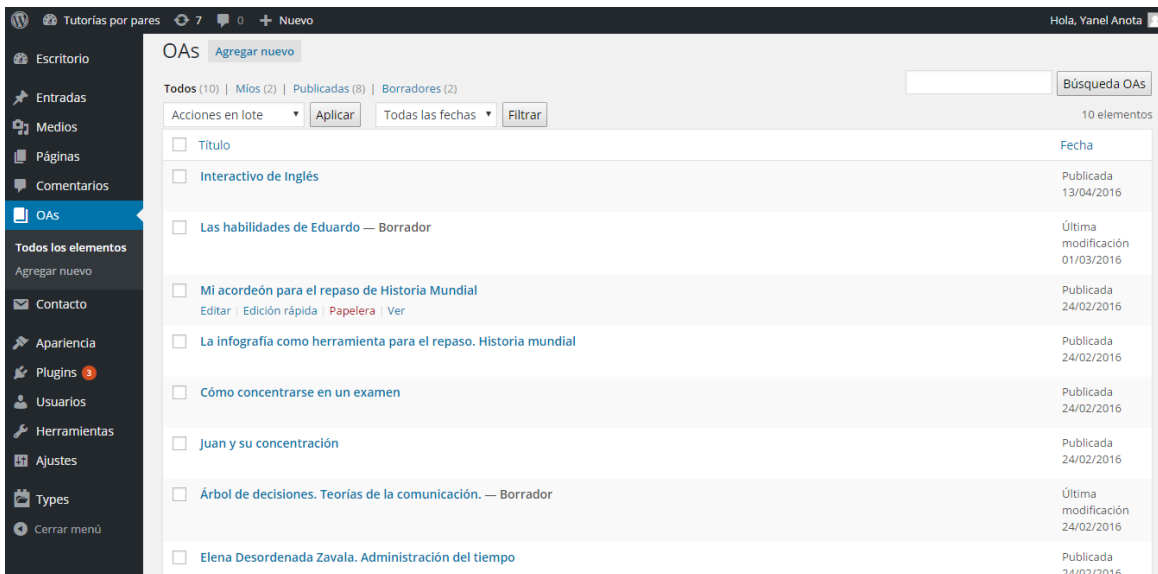 Tutorías por pares 7 0 + Nuevo Hola, Yanel Anota
Escritorio
Entradas
Medios
Páginas
Comentarios
OAs
Todos los elementos
Agregar nuevo
Contacto
Apariencia
Plugins 3
Usuarios
Herramientas
Ajustes
Types
Cerrar menú
OAs Agregar nuevo
Todos (10) | Míos (2) | Publicadas (8) | Borradores (2)
Búsqueda OAs
Acciones en lote Aplicar Todas las fechas Filtrar
10 elementos
Título Fecha
Interactivo de Inglés
Publicada
13/04/2016
Las habilidades de Eduardo — Borrador
Última
modificación
01/03/2016
Mi acordeón para el repaso de Historia Mundial
Editar | Edición rápida | Papelera | Ver
Publicada
24/02/2016
La infografía como herramienta para el repaso. Historia mundial
Publicada
24/02/2016
Cómo concentrarse en un examen
Publicada
24/02/2016
Juan y su concentración
Publicada
24/02/2016
Árbol de decisiones. Teorías de la comunicación. — Borrador
Última
modificación
24/02/2016
Elena Desordenada Zavala. Administración del tiempo
Publicada
24/02/2016